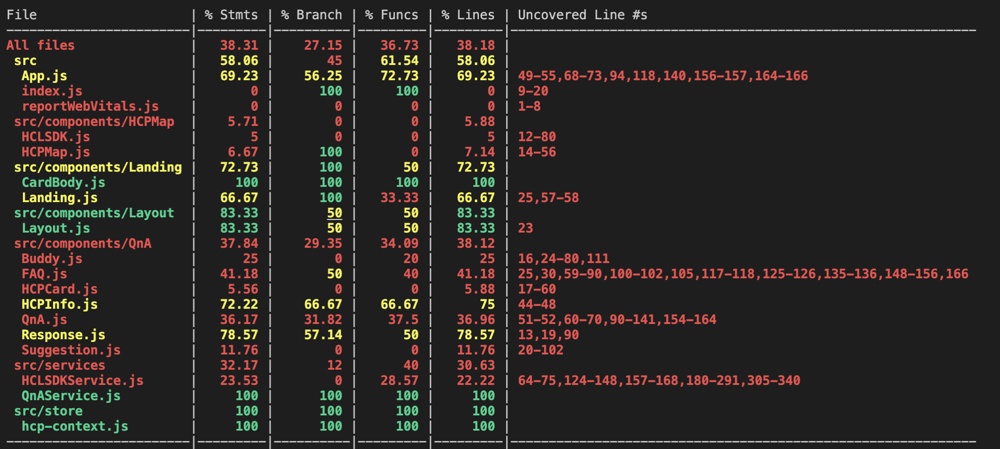 File | % Stmts | % Branch | % Funcs | % Lines | Uncovered Line #s
------------------------|---------|----------|---------|---------|-------------------------------------------------------------
All files | 38.31 | 27.15 | 36.73 | 38.18 |
src | 58.06 | 45 | 61.54 | 58.06 |
App.js | 69.23 | 56.25 | 72.73 | 69.23 | 49-55,68-73,94,118,140,156-157,164-166
index.js | 0 | 100 | 100 | 0 | 9-20
reportWebVitals.js | 0 | 0 | 0 | 0 | 1-8
src/components/HCPMap | 5.71 | 0 | 0 | 5.88 |
HCLSDK.js | 5 | 0 | 0 | 5 | 12-80
HCPMap.js | 6.67 | 100 | 0 | 7.14 | 14-56
src/components/Landing | 72.73 | 100 | 50 | 72.73 |
CardBody.js | 100 | 100 | 100 | 100 |
Landing.js | 66.67 | 100 | 33.33 | 66.67 | 25,57-58
src/components/Layout | 83.33 | 50 | 50 | 83.33 |
Layout.js | 83.33 | 50 | 50 | 83.33 | 23
src/components/QnA | 37.84 | 29.35 | 34.09 | 38.12 |
Buddy.js | 25 | 0 | 20 | 25 | 16,24-80,111
FAQ.js | 41.18 | 50 | 40 | 41.18 | 25,30,59-90,100-102,105,117-118,125-126,135-136,148-156,166
HCPCard.js | 5.56 | 0 | 0 | 5.88 | 17-60
HCPInfo.js | 72.22 | 66.67 | 66.67 | 75 | 44-48
QnA.js | 36.17 | 31.82 | 37.5 | 36.96 | 51-52,60-70,90-141,154-164
Response.js | 78.57 | 57.14 | 50 | 78.57 | 13,19,90
Suggestion.js | 11.76 | 0 | 0 | 11.76 | 20-102
src/services | 32.17 | 12 | 40 | 30.63 |
HCLSDKService.js | 23.53 | 0 | 28.57 | 22.22 | 64-75,124-148,157-168,180-291,305-340
QnAService.js | 100 | 100 | 100 | 100 |
src/store | 100 | 100 | 100 | 100 |
hcp-context.js | 100 | 100 | 100 | 100 |
------------------------|---------|----------|---------|---------|-------------------------------------------------------------